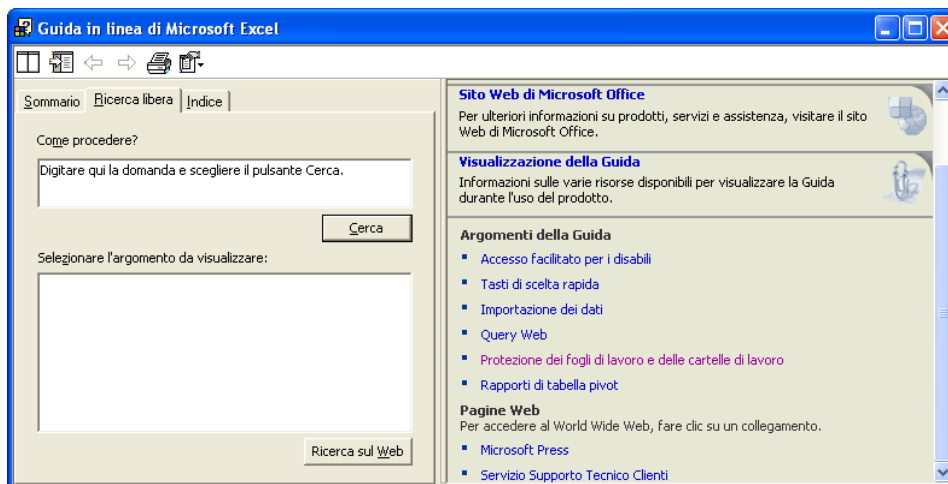 Guida in linea di Microsoft Excel
Sommario Ricerca libera Indice
Come procedere?
Digitare qui la domanda e scegliere il pulsante Cerca.
Cerca
Selezionare l'argomento da visualizzare:
Ricerca sul Web
Sito Web di Microsoft Office
Per ulteriori informazioni su prodotti, servizi e assistenza, visitare il sito
Web di Microsoft Office.
Visualizzazione della Guida
Informazioni sulle varie risorse disponibili per visualizzare la Guida
durante l'uso del prodotto.
Argomenti della Guida
Accesso facilitato per i disabili
Tasti di scelta rapida
Importazione dei dati
Query Web
Protezione dei fogli di lavoro e delle cartelle di lavoro
Rapporti di tabella pivot
Pagine Web
Per accedere al World Wide Web, fare clic su un collegamento.
Microsoft Press
Servizio Supporto Tecnico Clienti